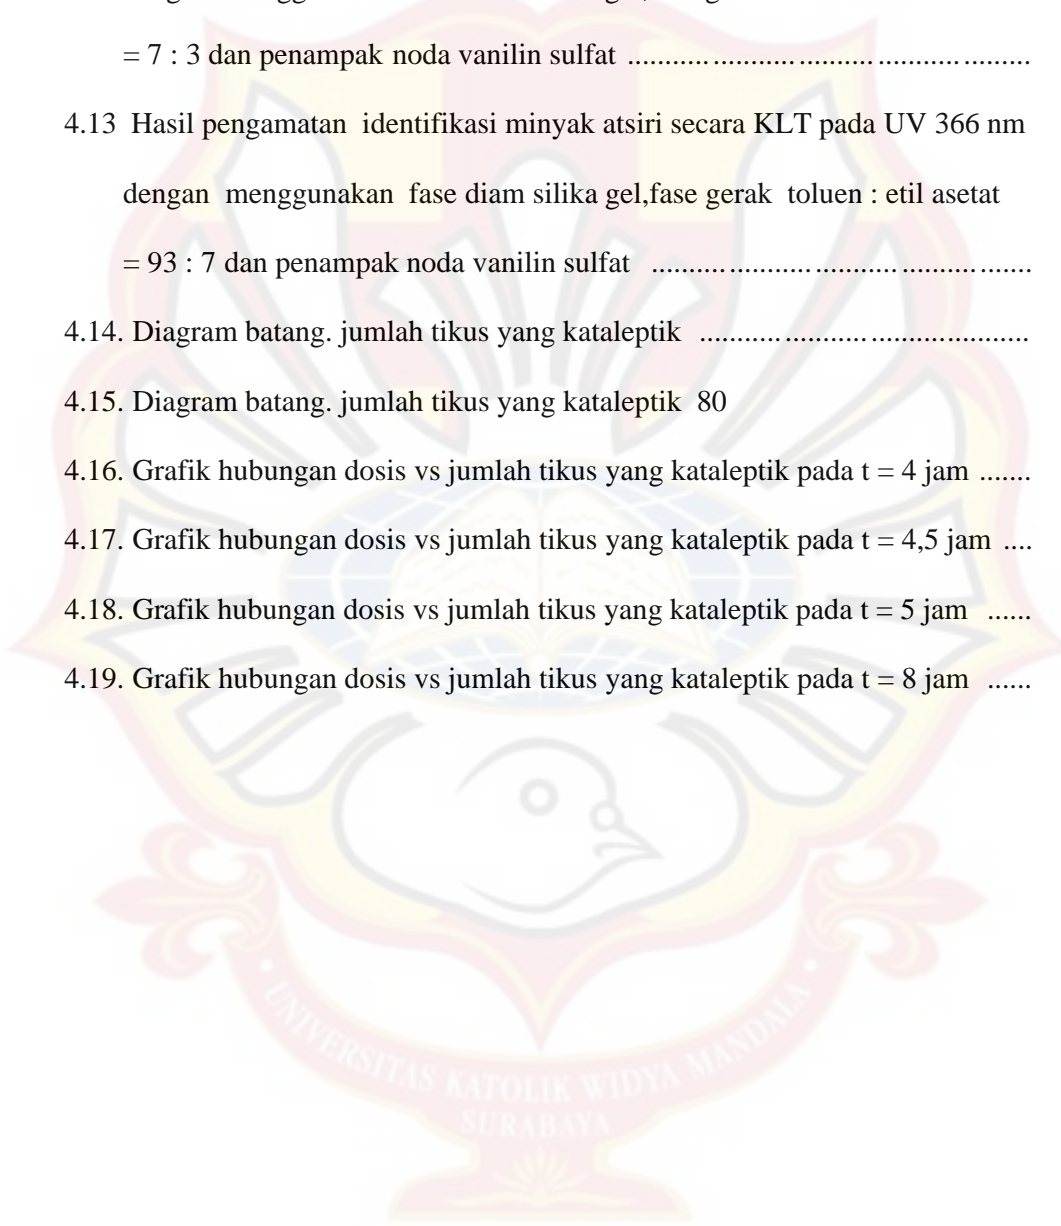 = 7 : 3 dan penampak noda vanilin sulfat ......................................................
4.13 Hasil pengamatan identifikasi minyak atsiri secara KLT pada UV 366 nm
dengan menggunakan fase diam silika gel,fase gerak toluen : etil asetat
= 93 : 7 dan penampak noda vanilin sulfat ...................................................
4.14. Diagram batang. jumlah tikus yang kataleptik ............................................
4.15. Diagram batang. jumlah tikus yang kataleptik 80
4.16. Grafik hubungan dosis vs jumlah tikus yang kataleptik pada t = 4 jam .......
4.17. Grafik hubungan dosis vs jumlah tikus yang kataleptik pada t = 4,5 jam ....
4.18. Grafik hubungan dosis vs jumlah tikus yang kataleptik pada t = 5 jam ......
4.19. Grafik hubungan dosis vs jumlah tikus yang kataleptik pada t = 8 jam ......
UNIVERSITAS KATOLIK WIDYA MANDALA
SURABAYA